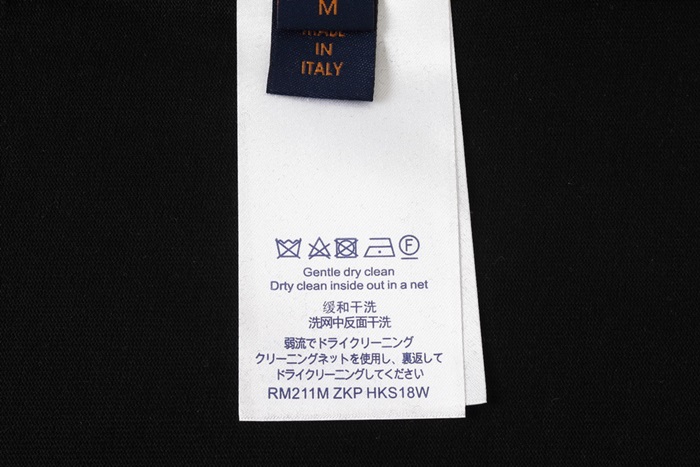 M
MADE
IN
ITALY
F
Gentle dry clean
Drty clean inside out in a net
缓和干洗
洗网中反面干洗
弱流でドライクリーニング
クリーニングネットを使用し、裏返して
ドライクリーニングしてください
RM211M ZKP HKS18W